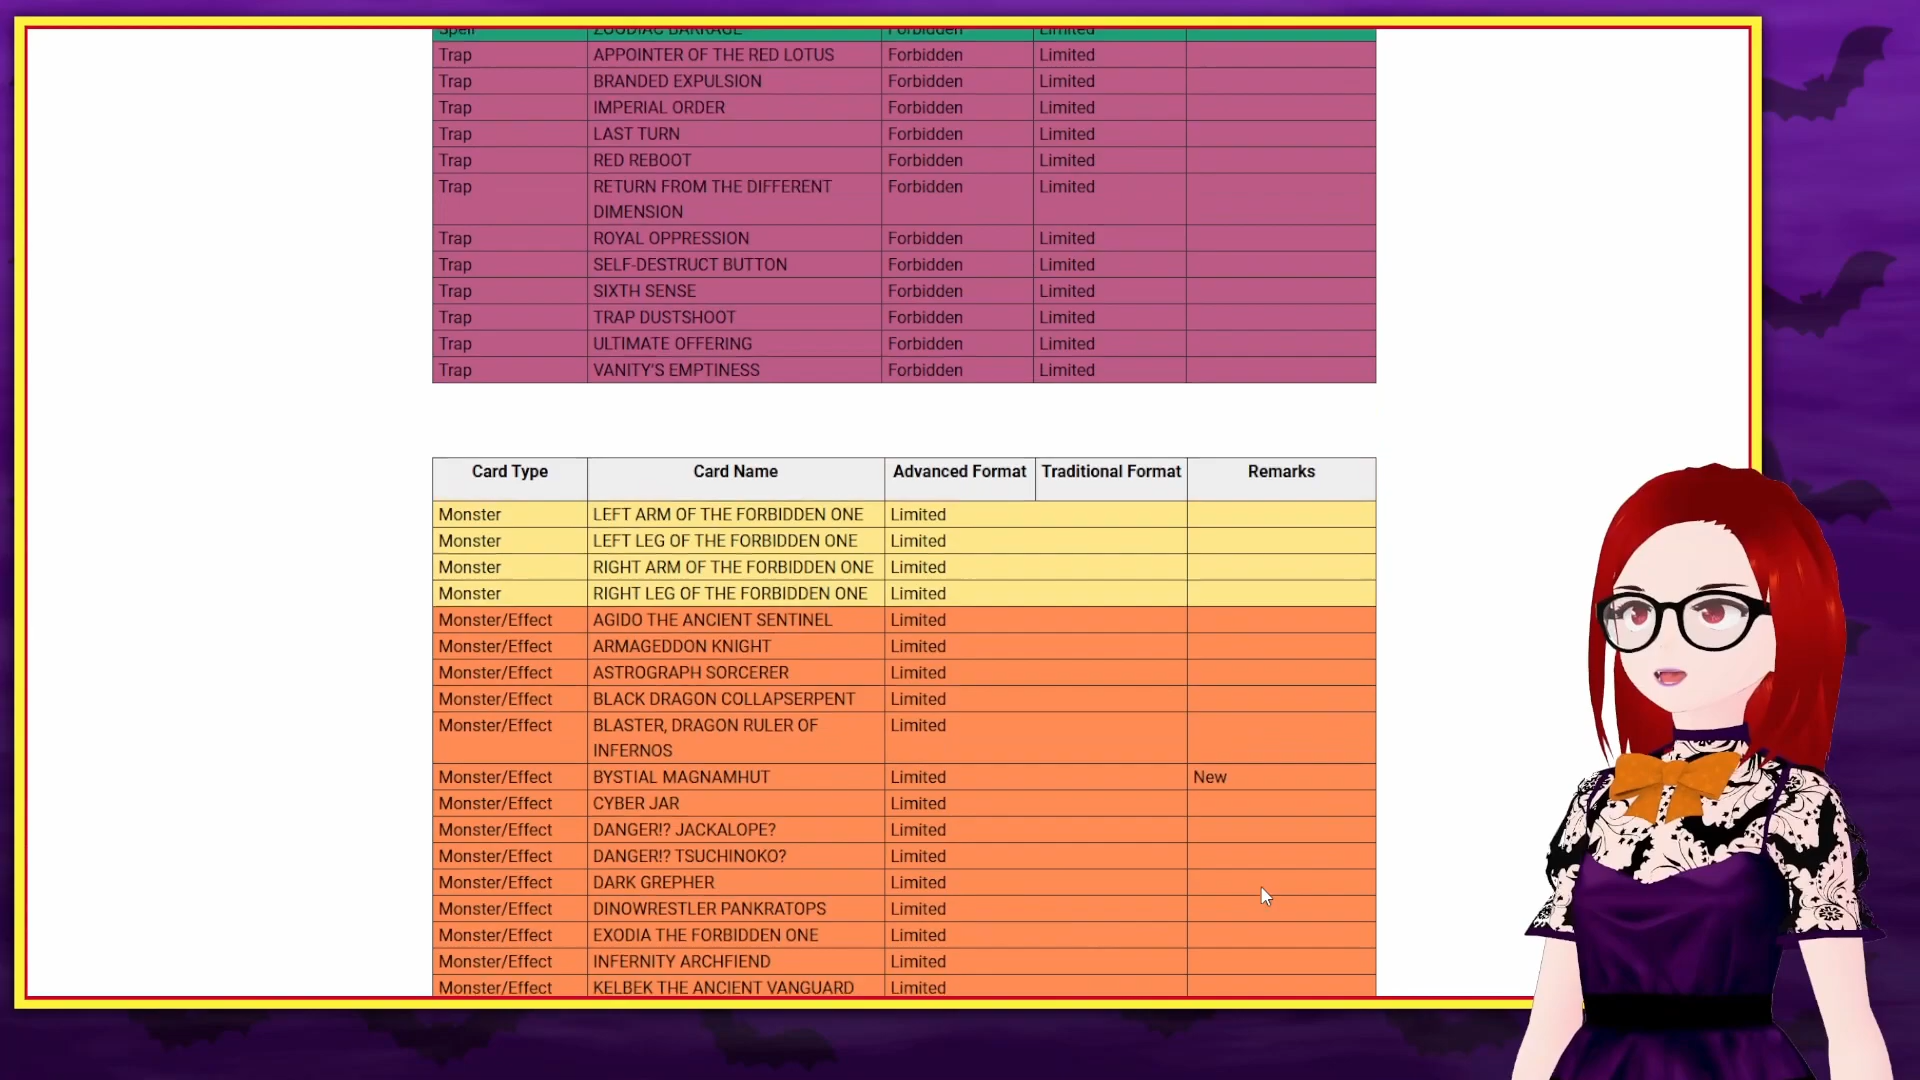 Spell ZOODIAC BARRAGE Forbidden Limited
Trap APPOINTER OF THE RED LOTUS Forbidden Limited
Trap BRANDED EXPULSION Forbidden Limited
Trap IMPERIAL ORDER Forbidden Limited
Trap LAST TURN Forbidden Limited
Trap RED REBOOT Forbidden Limited
Trap RETURN FROM THE DIFFERENT Forbidden Limited
DIMENSION
Trap ROYAL OPPRESSION Forbidden Limited
Trap SELF-DESTRUCT BUTTON Forbidden Limited
Trap SIXTH SENSE Forbidden Limited
Trap TRAP DUSTSHOOT Forbidden Limited
Trap ULTIMATE OFFERING Forbidden Limited
Trap VANITY'S EMPTINESS Forbidden Limited
Card Type Card Name Advanced Format Traditional Format Remarks
Monster LEFT ARM OF THE FORBIDDEN ONE Limited
Monster LEFT LEG OF THE FORBIDDEN ONE Limited
Monster RIGHT ARM OF THE FORBIDDEN ONE Limited
Monster RIGHT LEG OF THE FORBIDDEN ONE Limited
Monster/Effect AGIDO THE ANCIENT SENTINEL Limited
Monster/Effect ARMAGEDDON KNIGHT Limited
Monster/Effect ASTROGRAPH SORCERER Limited
Monster/Effect BLACK DRAGON COLLAPSERPENT Limited
Monster/Effect BLASTER, DRAGON RULER OF Limited
INFERNOS
Monster/Effect BYSTIAL MAGNAMHUT Limited New
Monster/Effect CYBER JAR Limited
Monster/Effect DANGER!? JACKALOPE? Limited
Monster/Effect DANGER!? TSUCHINOKO? Limited
Monster/Effect DARK GREPHER Limited
Monster/Effect DINOWRESTLER PANKRATOPS Limited
Monster/Effect EXODIA THE FORBIDDEN ONE Limited
Monster/Effect INFERNITY ARCHFIEND Limited
Monster/Effect KELBEK THE ANCIENT VANGUARD Limited